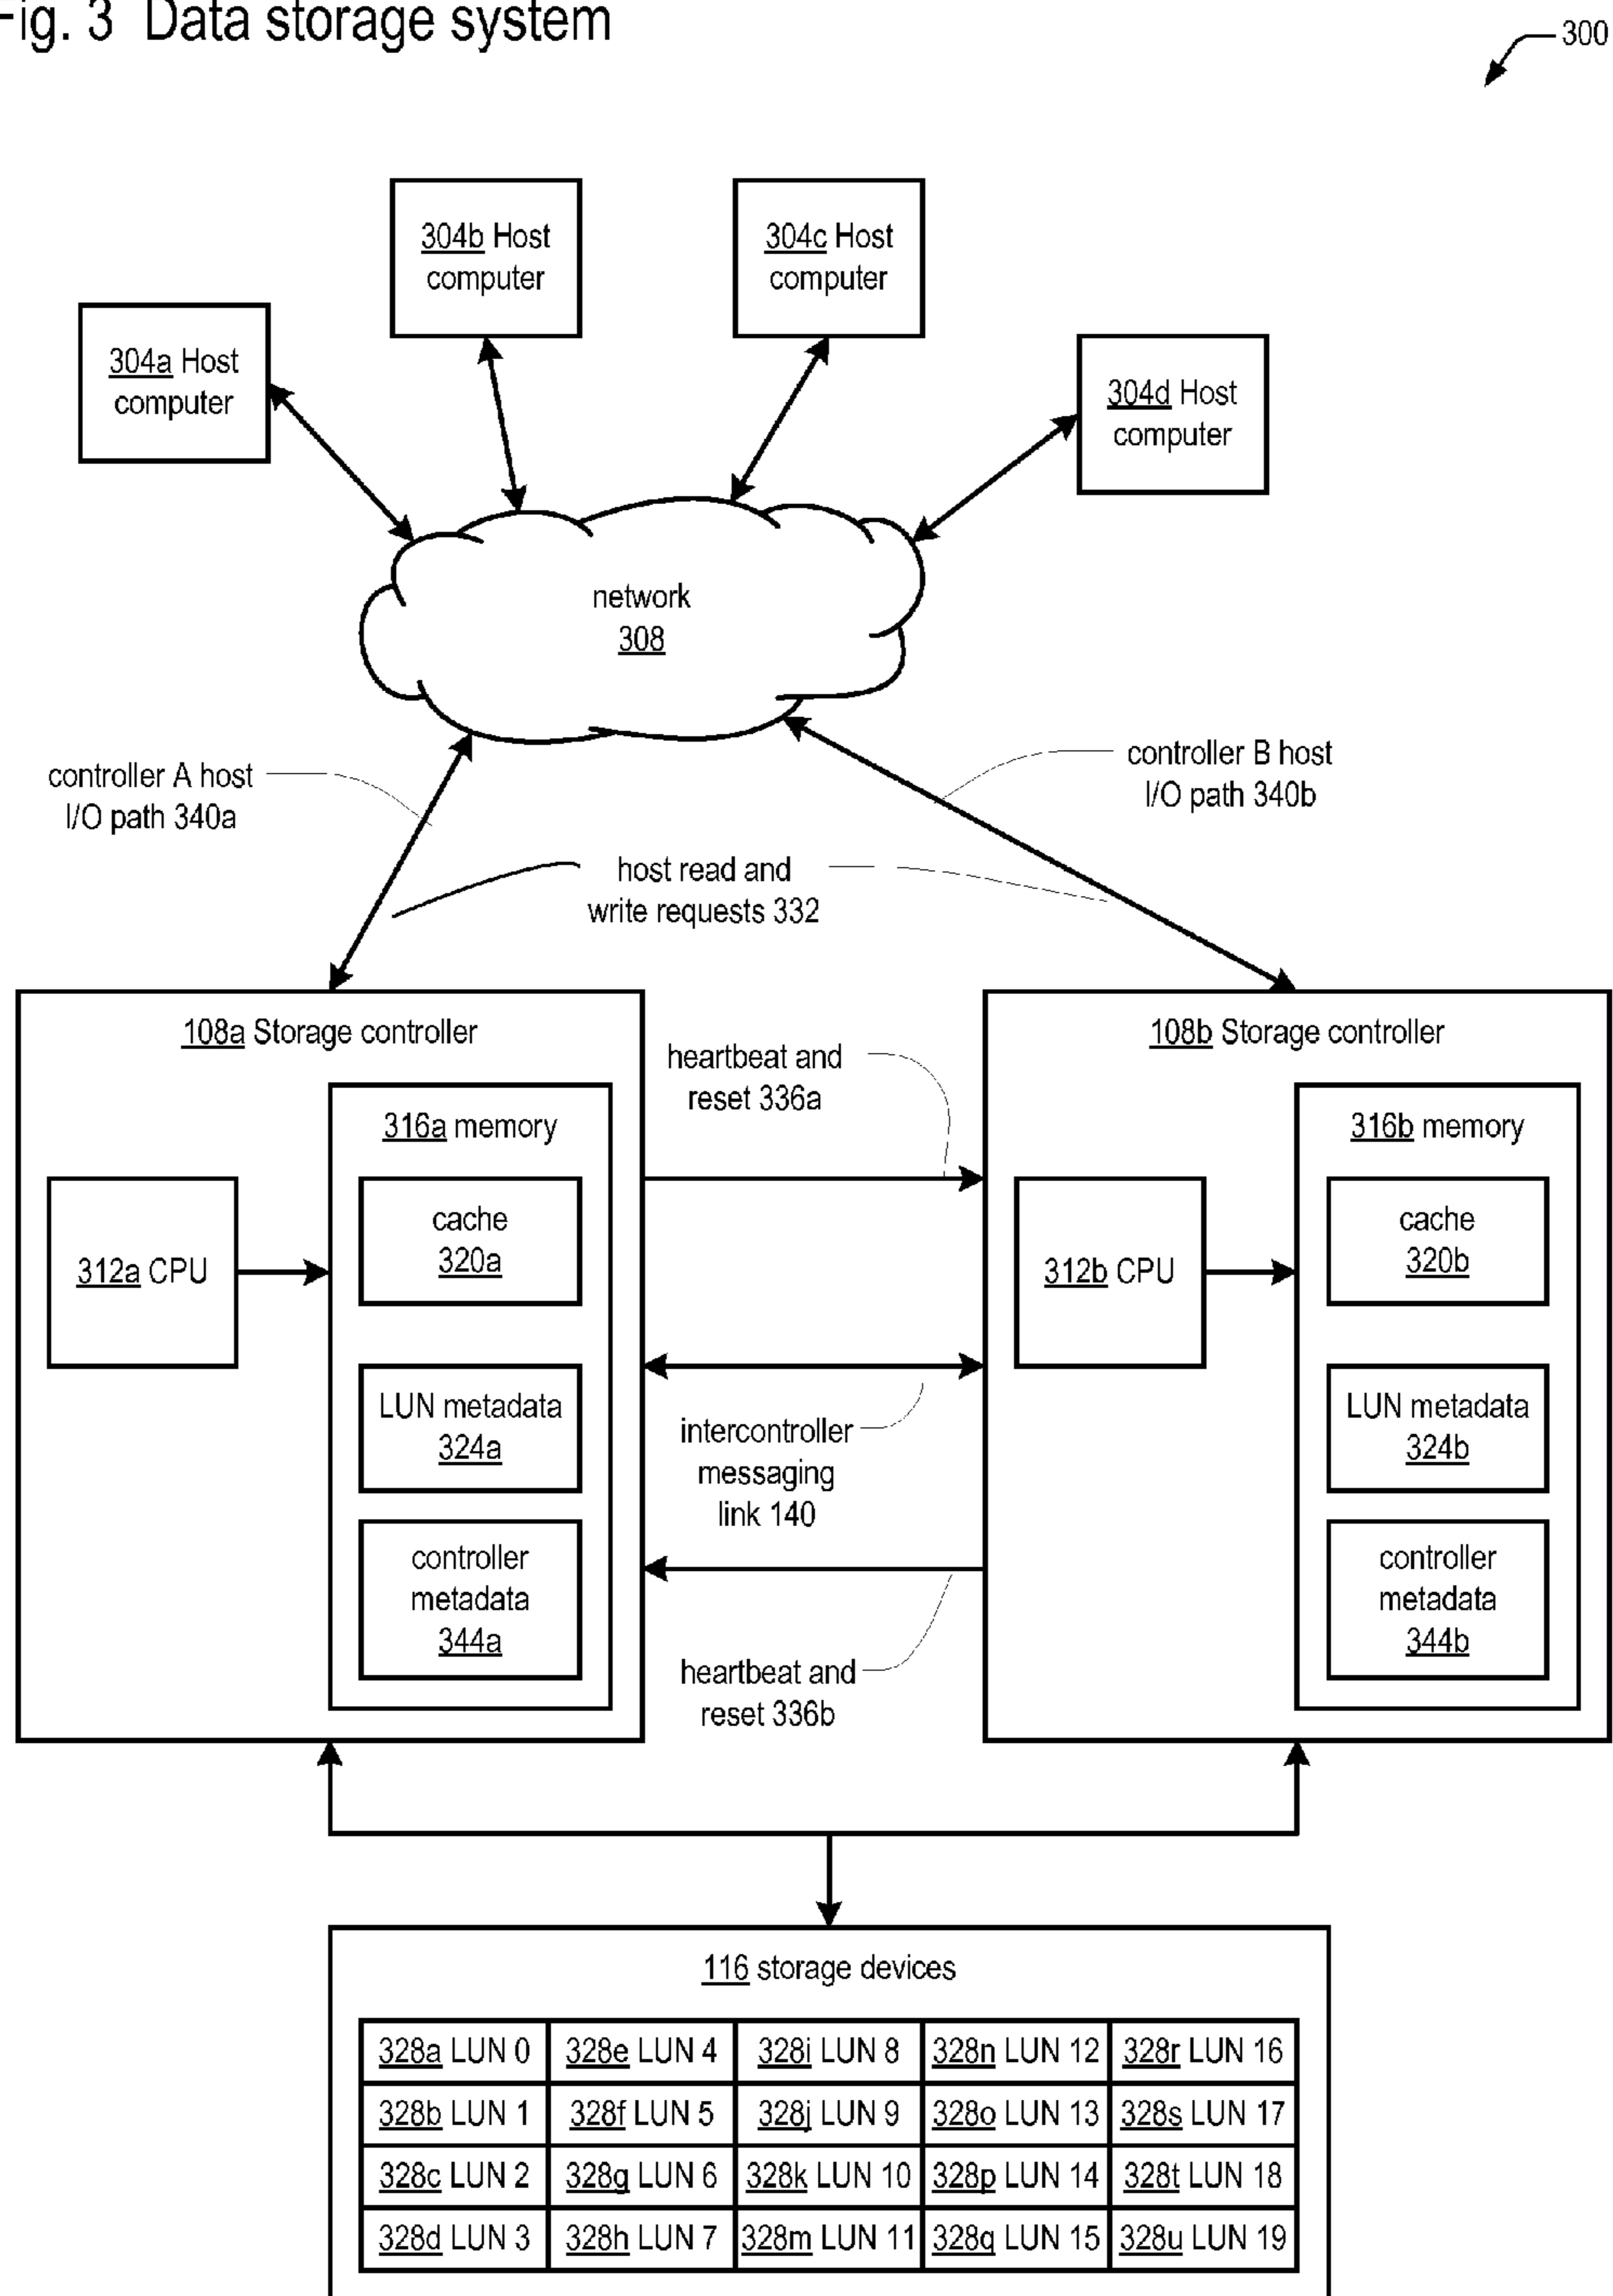 Fig. 3 Data storage system
300
304b Host
computer
304c Host
computer
304a Host
computer
304d Host
computer
network
308
controller A host
I/O path 340a
controller B host
I/O path 340b
host read and
write requests 332
108a Storage controller
316a memory
312a CPU
cache
320a
LUN metadata
324a
controller
metadata
344a
heartbeat and
reset 336a
intercontroller
messaging
link 140
heartbeat and
reset 336b
108b Storage controller
316b memory
312b CPU
cache
320b
LUN metadata
324b
controller
metadata
344b
116 storage devices
328a LUN 0 328e LUN 4 328i LUN 8 328n LUN 12 328r LUN 16
328b LUN 1 328f LUN 5 328j LUN 9 328o LUN 13 328s LUN 17
328c LUN 2 328g LUN 6 328k LUN 10 328p LUN 14 328t LUN 18
328d LUN 3 328h LUN 7 328m LUN 11 328q LUN 15 328u LUN 19